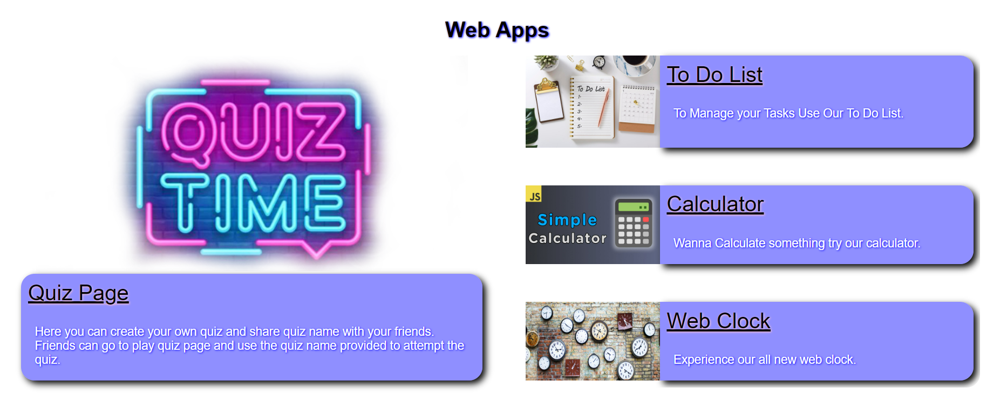 Web Apps
QUIZ
TIME
Quiz Page
Here you can create your own quiz and share quiz name with your friends.
Friends can go to play quiz page and use the quiz name provided to attempt the
quiz.
To Do List
1.
2.
3.
4.
5.
To Do List
To Manage your Tasks Use Our To Do List.
JS
Simple
Calculator
Calculator
Wanna Calculate something try our calculator.
Web Clock
Experience our all new web clock.